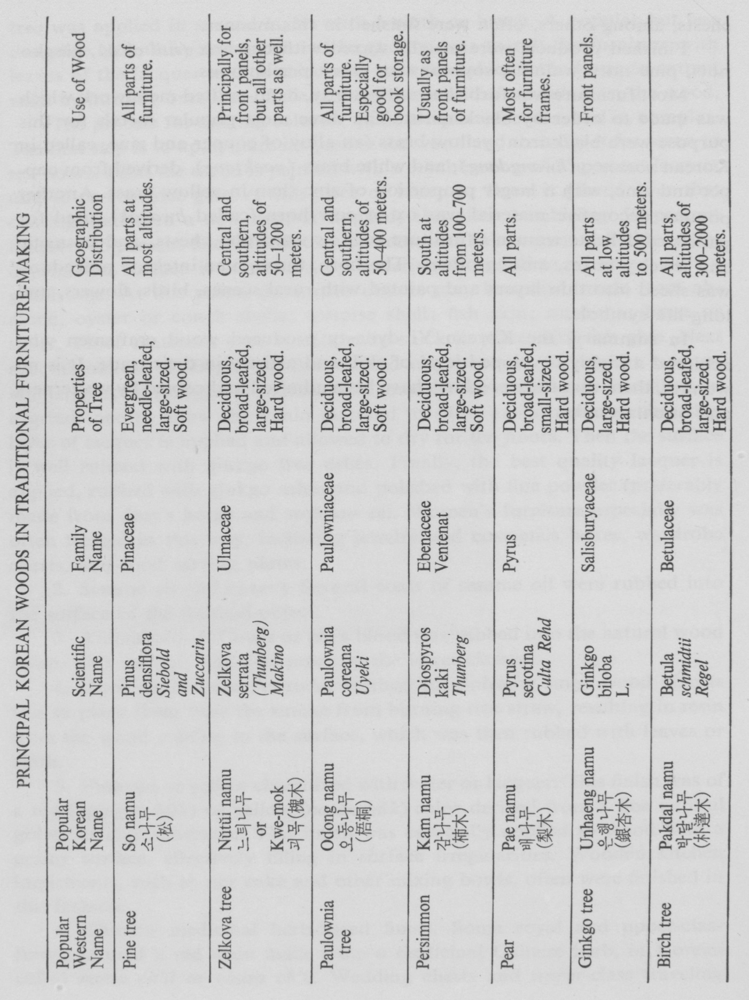 PRINCIPAL KOREAN WOODS IN TRADITIONAL FURNITURE-MAKING
Popular
Western
Name
Popular
Korean
Name
Scientific
Name
Family
Name
Properties
of Tree
Geographic
Distribution
Use of Wood
Pine tree
So namu
소나무
(松)
Pinus
densiflora
Siebold
and
Zuccarin
Pinaceae
Evergreen,
needle-leafed,
large-sized.
Soft wood.
All parts at
most altitudes.
All parts of
furniture.
Zelkova tree
Nŭtŭi namu
느티나무
or
Kwe-mok
괴목(槐木)
Zelkova
serrata
(Thunberg)
Makino
Ulmaceae
Deciduous,
broad-leafed,
large-sized.
Hard wood.
Central and
southern,
altitudes of
50–1200
meters.
Principally for
front panels,
but all other
parts as well.
Paulownia
tree
Odong namu
오동나무
(梧桐)
Paulownia
coreana
Uyeki
Paulowniaceae
Deciduous,
broad-leafed,
large-sized.
Soft wood.
Central and
southern,
altitudes of
50–400 meters.
All parts of
furniture.
Especially
good for
book storage.
Persimmon
Kam namu
감나무
(柿木)
Diospyros
kaki
Thunberg
Ebenaceae
Ventenat
Deciduous,
broad-leafed,
large-sized.
Soft wood.
South at
altitudes
from 100–700
meters.
Usually as
front panels
of furniture.
Pear
Pae namu
배나무
(梨木)
Pyrus
serotina
Culta Rehd
Pyrus
Deciduous,
broad-leafed,
small-sized.
Hard wood.
All parts.
Most often
for furniture
frames.
Ginkgo tree
Unhaeng namu
은행나무
(銀杏木)
Ginkgo
biloba
L.
Salisburyaceae
Deciduous,
large-sized.
Hard wood.
All parts
at low
altitudes
to 500 meters.
Front panels.
Birch tree
Pakdal namu
박달나무
(朴達木)
Betula
schmidtii
Regel
Betulaceae
Deciduous,
broad-leafed,
large-sized.
Hard wood.
All parts,
altitudes of
300–2000
meters.